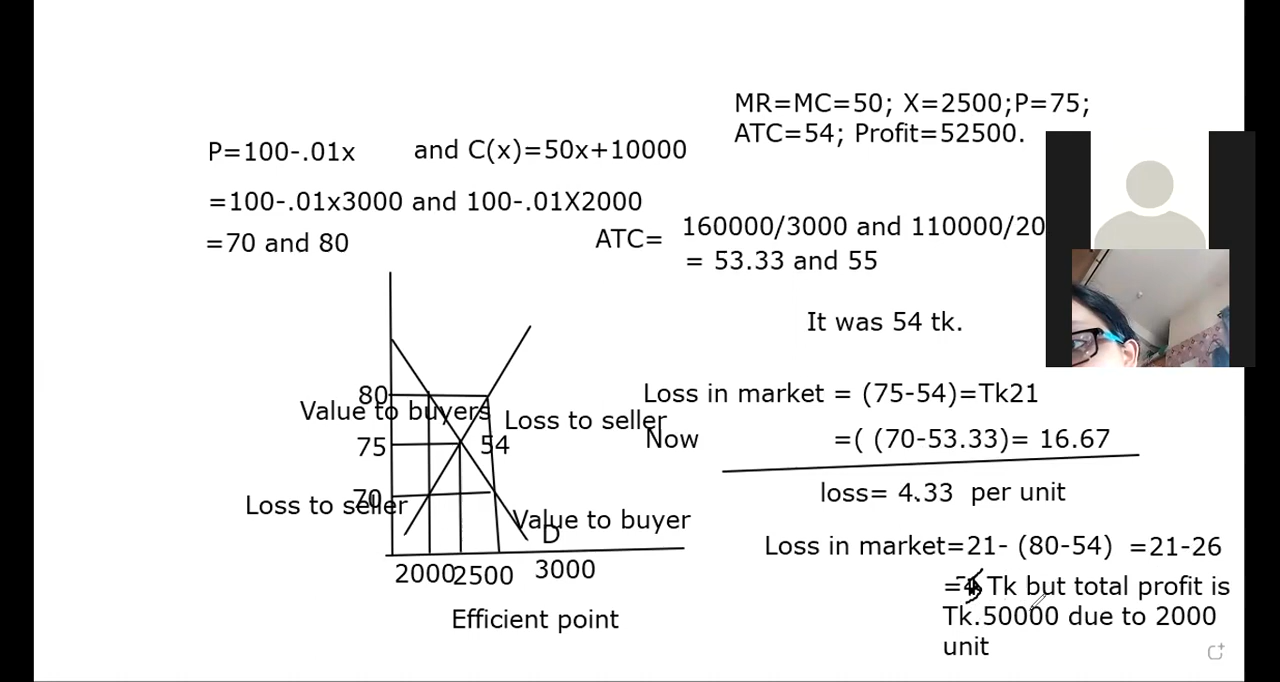 MR=MC=50; X=2500;P=75;
ATC=54; Profit=52500.
P=100-.01x and C(x)=50x+10000
=100-.01x3000 and 100-.01X2000
=70 and 80
ATC= 160000/3000 and 110000/20
= 53.33 and 55
It was 54 tk.
80
Value to buyers
Loss to seller
75
54
70
Loss to seller
Value to buyer
D
2000
2500
3000
Efficient point
Loss in market = (75-54)=Tk21
Now =( (70-53.33)= 16.67
loss= 4.33 per unit
Loss in market=21- (80-54) =21-26
= Tk but total profit is
Tk.50000 due to 2000
unit